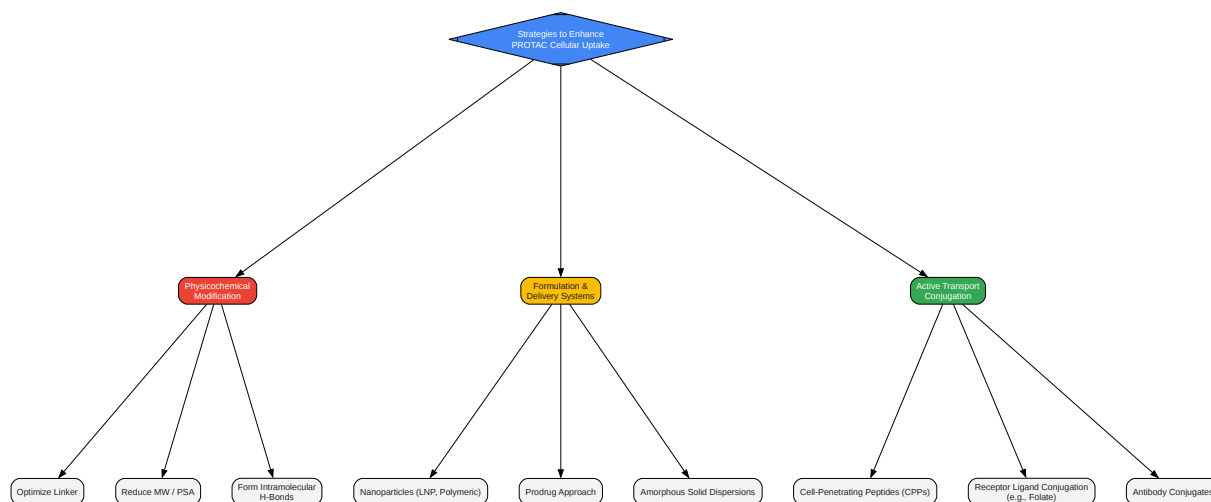 Strategies to Enhance
PROTAC Cellular Uptake
Physicochemical
Modification
Formulation &
Delivery Systems
Active Transport
Conjugation
Optimize Linker
Reduce MW / PSA
Form Intramolecular
H-Bonds
Nanoparticles (LNP, Polymeric)
Prodrug Approach
Amorphous Solid Dispersions
Cell-Penetrating Peptides (CPPs)
Receptor Ligand Conjugation
(e.g., Folate)
Antibody Conjugates